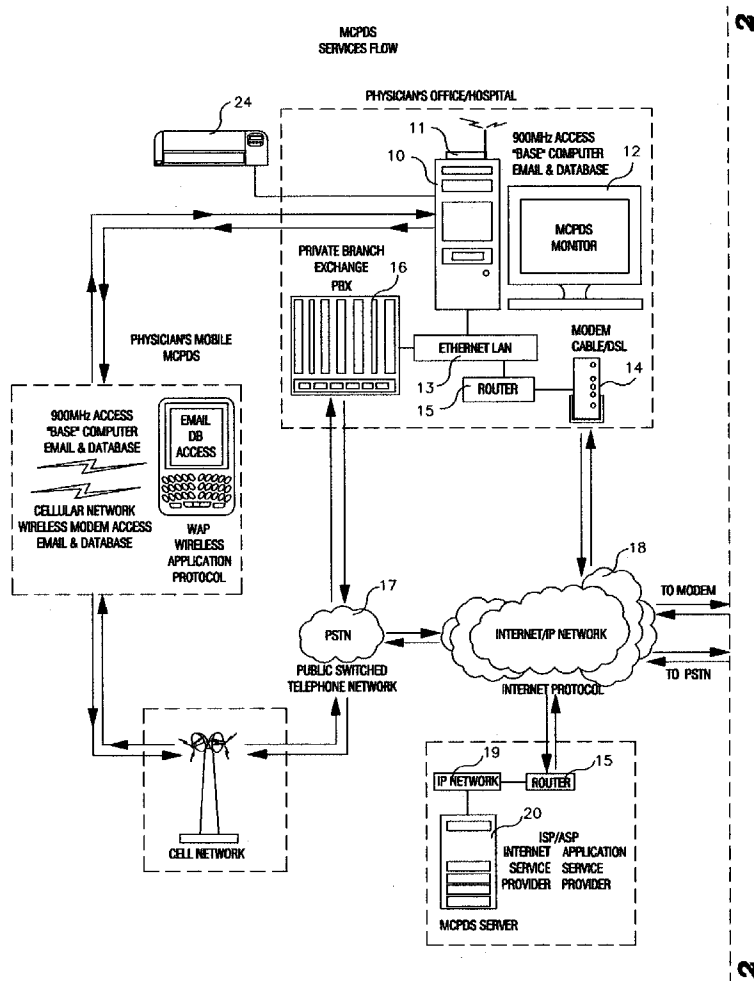 MCPDS
SERVICES FLOW
2
PHYSICIAN'S OFFICE/HOSPITAL
24
11
10
900MHz ACCESS
"BASE" COMPUTER
EMAIL & DATABASE
12
MCPDS
MONITOR
PRIVATE BRANCH
EXCHANGE
PBX
16
ETHERNET LAN
13
MODEM
CABLE/DSL
14
15
ROUTER
PHYSICIAN'S MOBILE
MCPDS
900MHz ACCESS
"BASE" COMPUTER
EMAIL & DATABASE
CELLULAR NETWORK
WIRELESS MODEM ACCESS
EMAIL & DATABASE
EMAIL
DB
ACCESS
WAP
WIRELESS
APPLICATION
PROTOCOL
17
PSTN
PUBLIC SWITCHED
TELEPHONE NETWORK
18
INTERNET/IP NETWORK
INTERNET PROTOCOL
TO MODEM
TO PSTN
CELL NETWORK
19
IP NETWORK
ROUTER
15
20
ISP/ASP
INTERNET APPLICATION
SERVICE SERVICE
PROVIDER PROVIDER
MCPDS SERVER
2